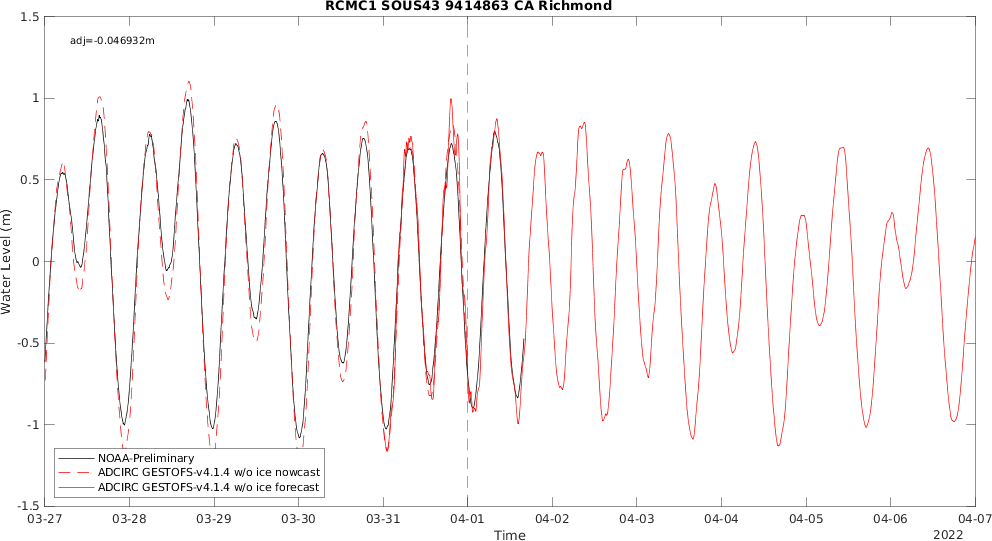 RCMC1 SOUS43 9414863 CA Richmond
adj=-0.046932m
1.5
1
0.5
0
-0.5
-1
-1.5
Water Level (m)
NOAA-Preliminary
ADCIRC GESTOFS-v4.1.4 w/o ice nowcast
ADCIRC GESTOFS-v4.1.4 w/o ice forecast
03-27 03-28 03-29 03-30 03-31 04-01 04-02 04-03 04-04 04-05 04-06 04-07
Time
2022